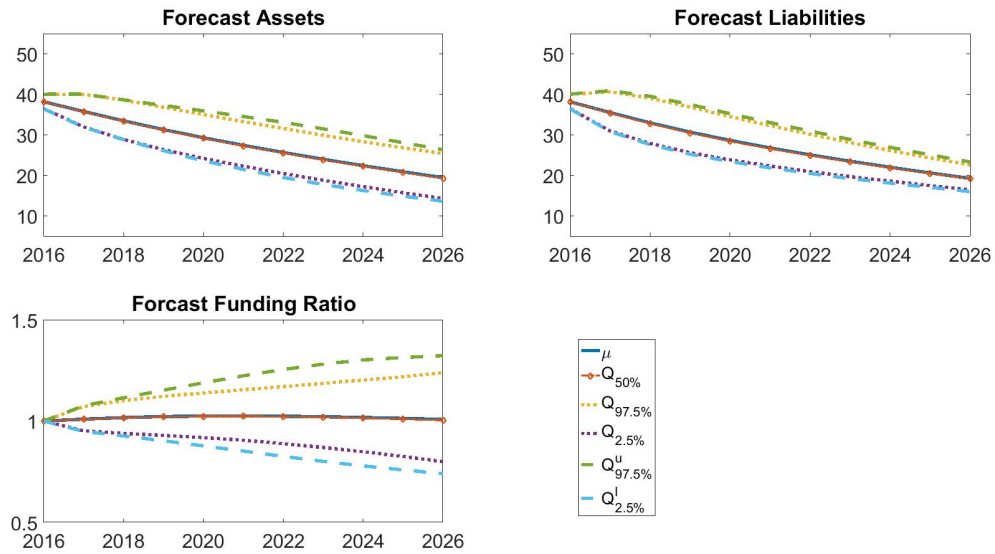 Forecast Assets
50
40
30
20
10
2016 2018 2020 2022 2024 2026
Forecast Liabilities
50
40
30
20
10
2016 2018 2020 2022 2024 2026
Forcast Funding Ratio
1.5
1
0.5
2016 2018 2020 2022 2024 2026
μ
Q50%
Q97.5%
Q2.5%
Qu97.5%
Ql2.5%